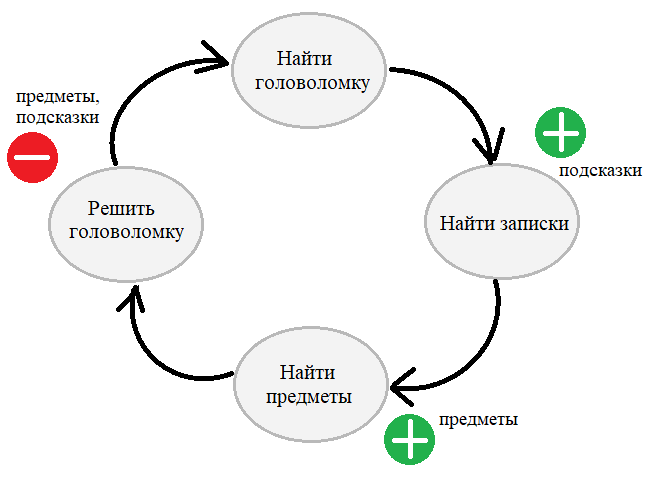 Найти
головоломку
предметы,
подсказки
подсказки
Решить
головоломку
Найти записки
Найти
предметы
предметы